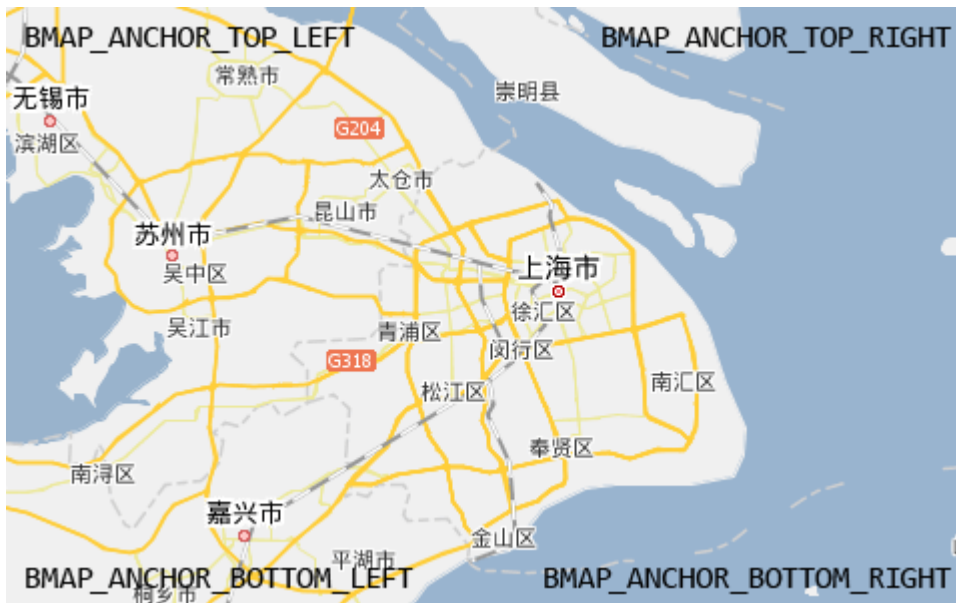 BMAP_ANCHOR_TOP_LEFT
BMAP_ANCHOR_TOP_RIGHT
常熟市
崇明县
无锡市
G204
滨湖区
太仓市
昆山市
苏州市
上海市
吴中区
徐汇区
吴江市
青浦区
闵行区
G318
南汇区
松江区
奉贤区
南浔区
嘉兴市
金山区
平湖市
BMAP_ANCHOR_BOTTOM_LEFT
BMAP_ANCHOR_BOTTOM_RIGHT
桐乡市